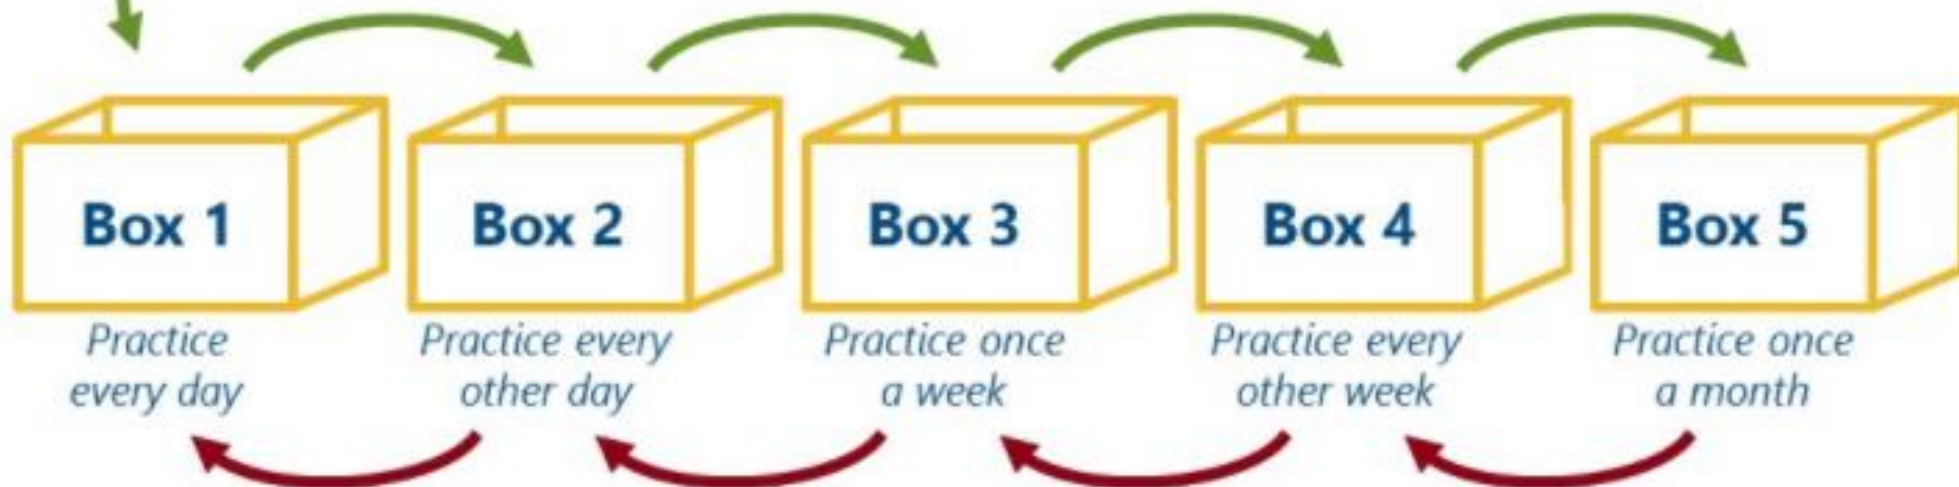 Box 1
Box 2
Box 3
Box 4
Box 5
Practice
every day
Practice every
other day
Practice once
a week
Practice every
other week
Practice once
a month